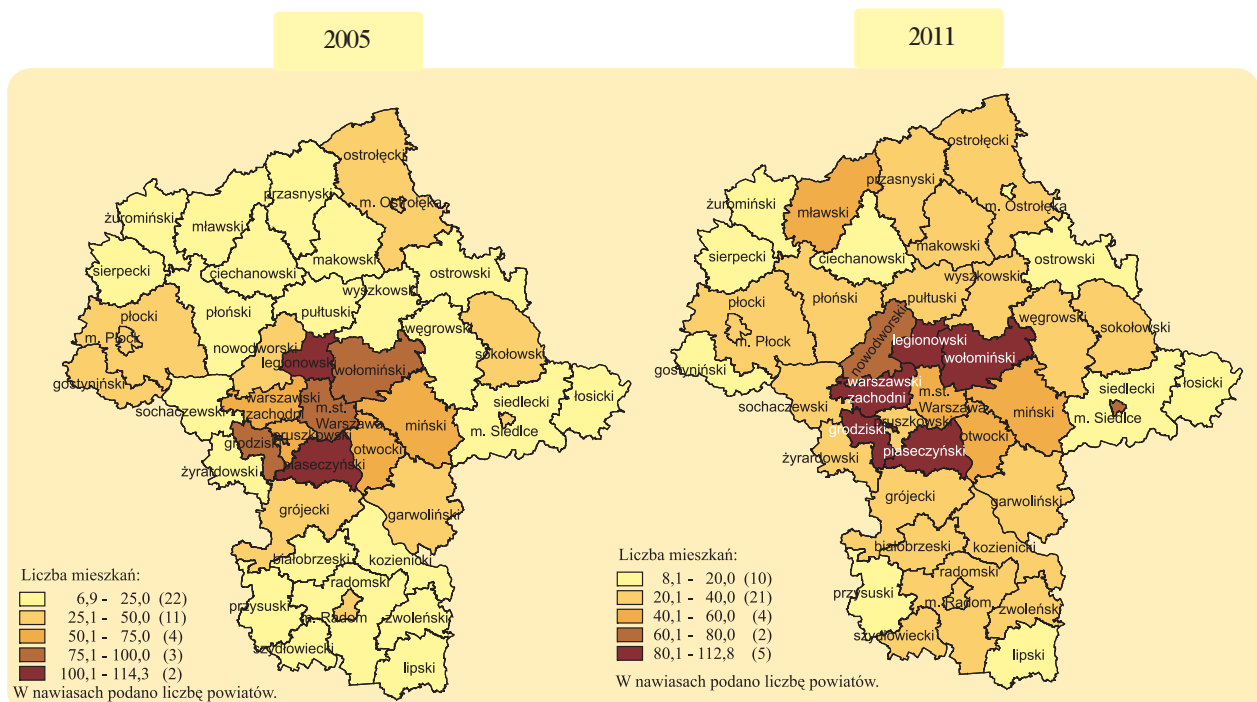 2005
ostrołęcki
przasnyski
m. Ostrołęka
żuromiński
mławski
makowski
sierpecki
ciechanowski
ostrowski
wyszkowski
płocki
płoński
pułtuski
m. Płock
węgrowski
nowodworski
sokołowski
legionowski
wołomiński
gostyniński
warszawski
zachodni
sochaczewski
m.st.
Warszawa
siedlecki
łosicki
miński
m. Siedlce
pruszkowski
grodziski
otwocki
piaseczyński
żyrardowski
grójecki
garwoliński
białobrzeski
kozienicki
radomski
przysuski
m. Radom
zwoleński
szydłowiecki
lipski
Liczba mieszkań:
6,9 - 25,0 (22)
25,1 - 50,0 (11)
50,1 - 75,0 (4)
75,1 - 100,0 (3)
100,1 - 114,3 (2)
W nawiasach podano liczbę powiatów.
2011
ostrołęcki
przasnyski
żuromiński
m. Ostrołęka
mławski
makowski
sierpecki
ciechanowski
ostrowski
wyszkowski
płocki
płoński
pułtuski
węgrowski
m. Płock
nowodworski
sokołowski
legionowski
wołomiński
gostyniński
warszawski
zachodni
siedlecki
łosicki
m.st.
Warszawa
sochaczewski
miński
m. Siedlce
pruszkowski
grodziski
otwocki
piaseczyński
żyrardowski
grójecki
garwoliński
białobrzeski
kozienicki
radomski
przysuski
m. Radom
zwoleński
szydłowiecki
lipski
Liczba mieszkań:
8,1 - 20,0 (10)
20,1 - 40,0 (21)
40,1 - 60,0 (4)
60,1 - 80,0 (2)
80,1 - 112,8 (5)
W nawiasach podano liczbę powiatów.